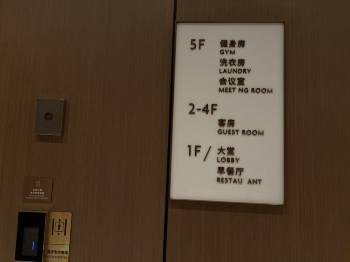 5F 健身房
GYM
洗衣房
LAUNDRY
会议室
MEET NG ROOM
2-4F
客房
GUEST ROOM
1F/ 大堂
LOBBY
早餐厅
RESTAU ANT